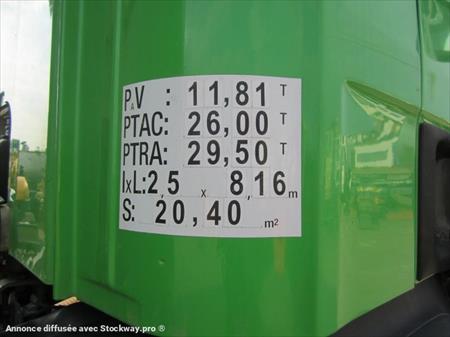 PAV : 11,81 T
PTAC: 26,00 T
PTRA: 29,50 T
IxL: 2,5 x 8,16 m
S: 20,40 m²
Annonce diffusée avec Stockway.pro ®